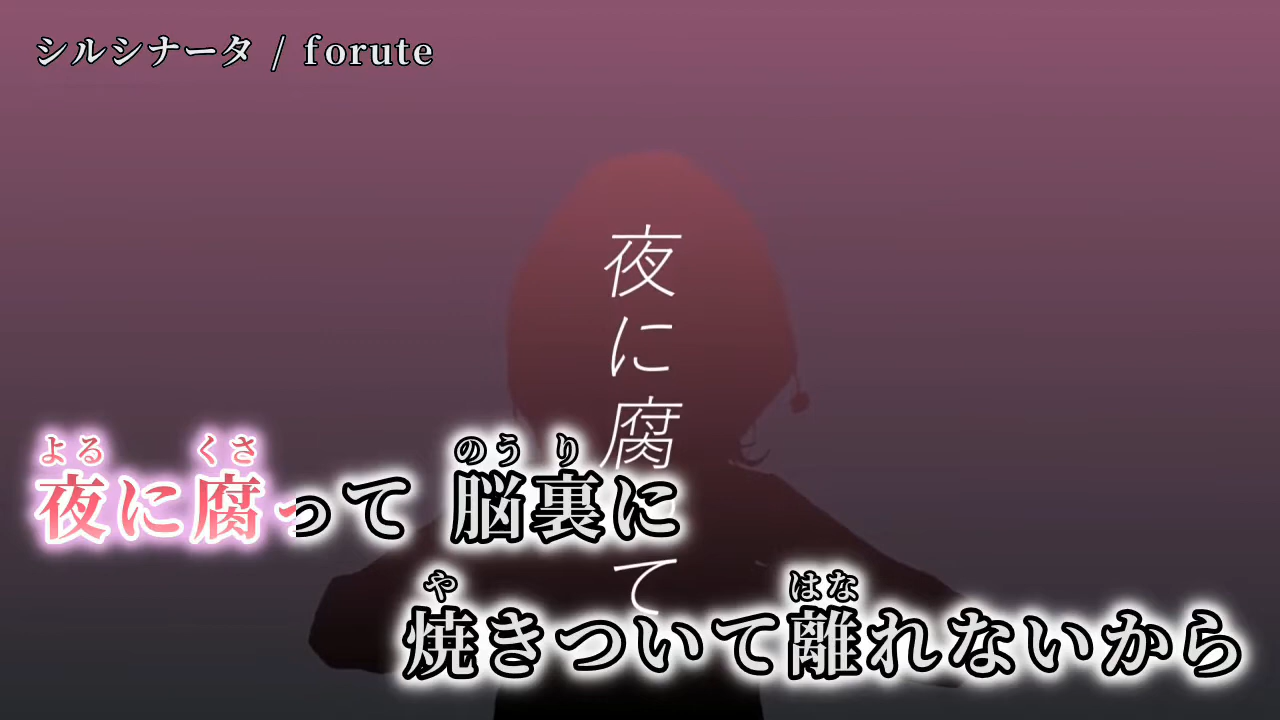 シルシナータ / forute
夜に腐 て
よる くさ のうり
夜に腐って 脳裏に
や はな
焼きついて離れないから